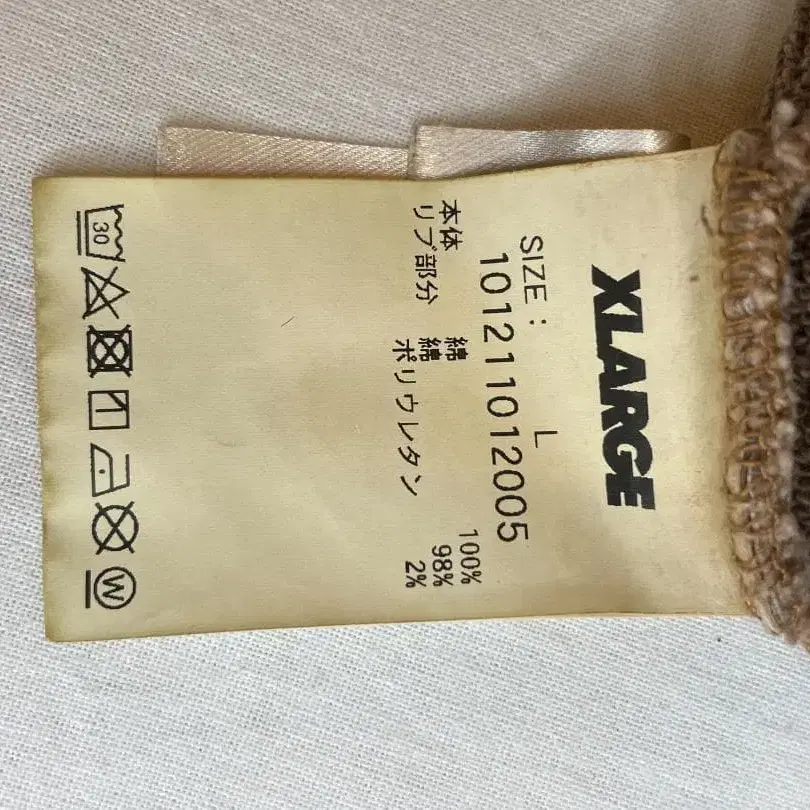 XLARGE
SIZE: L
101211012005
本体 綿 100%
リブ部分 綿 98%
ポリウレタン 2%
30
W